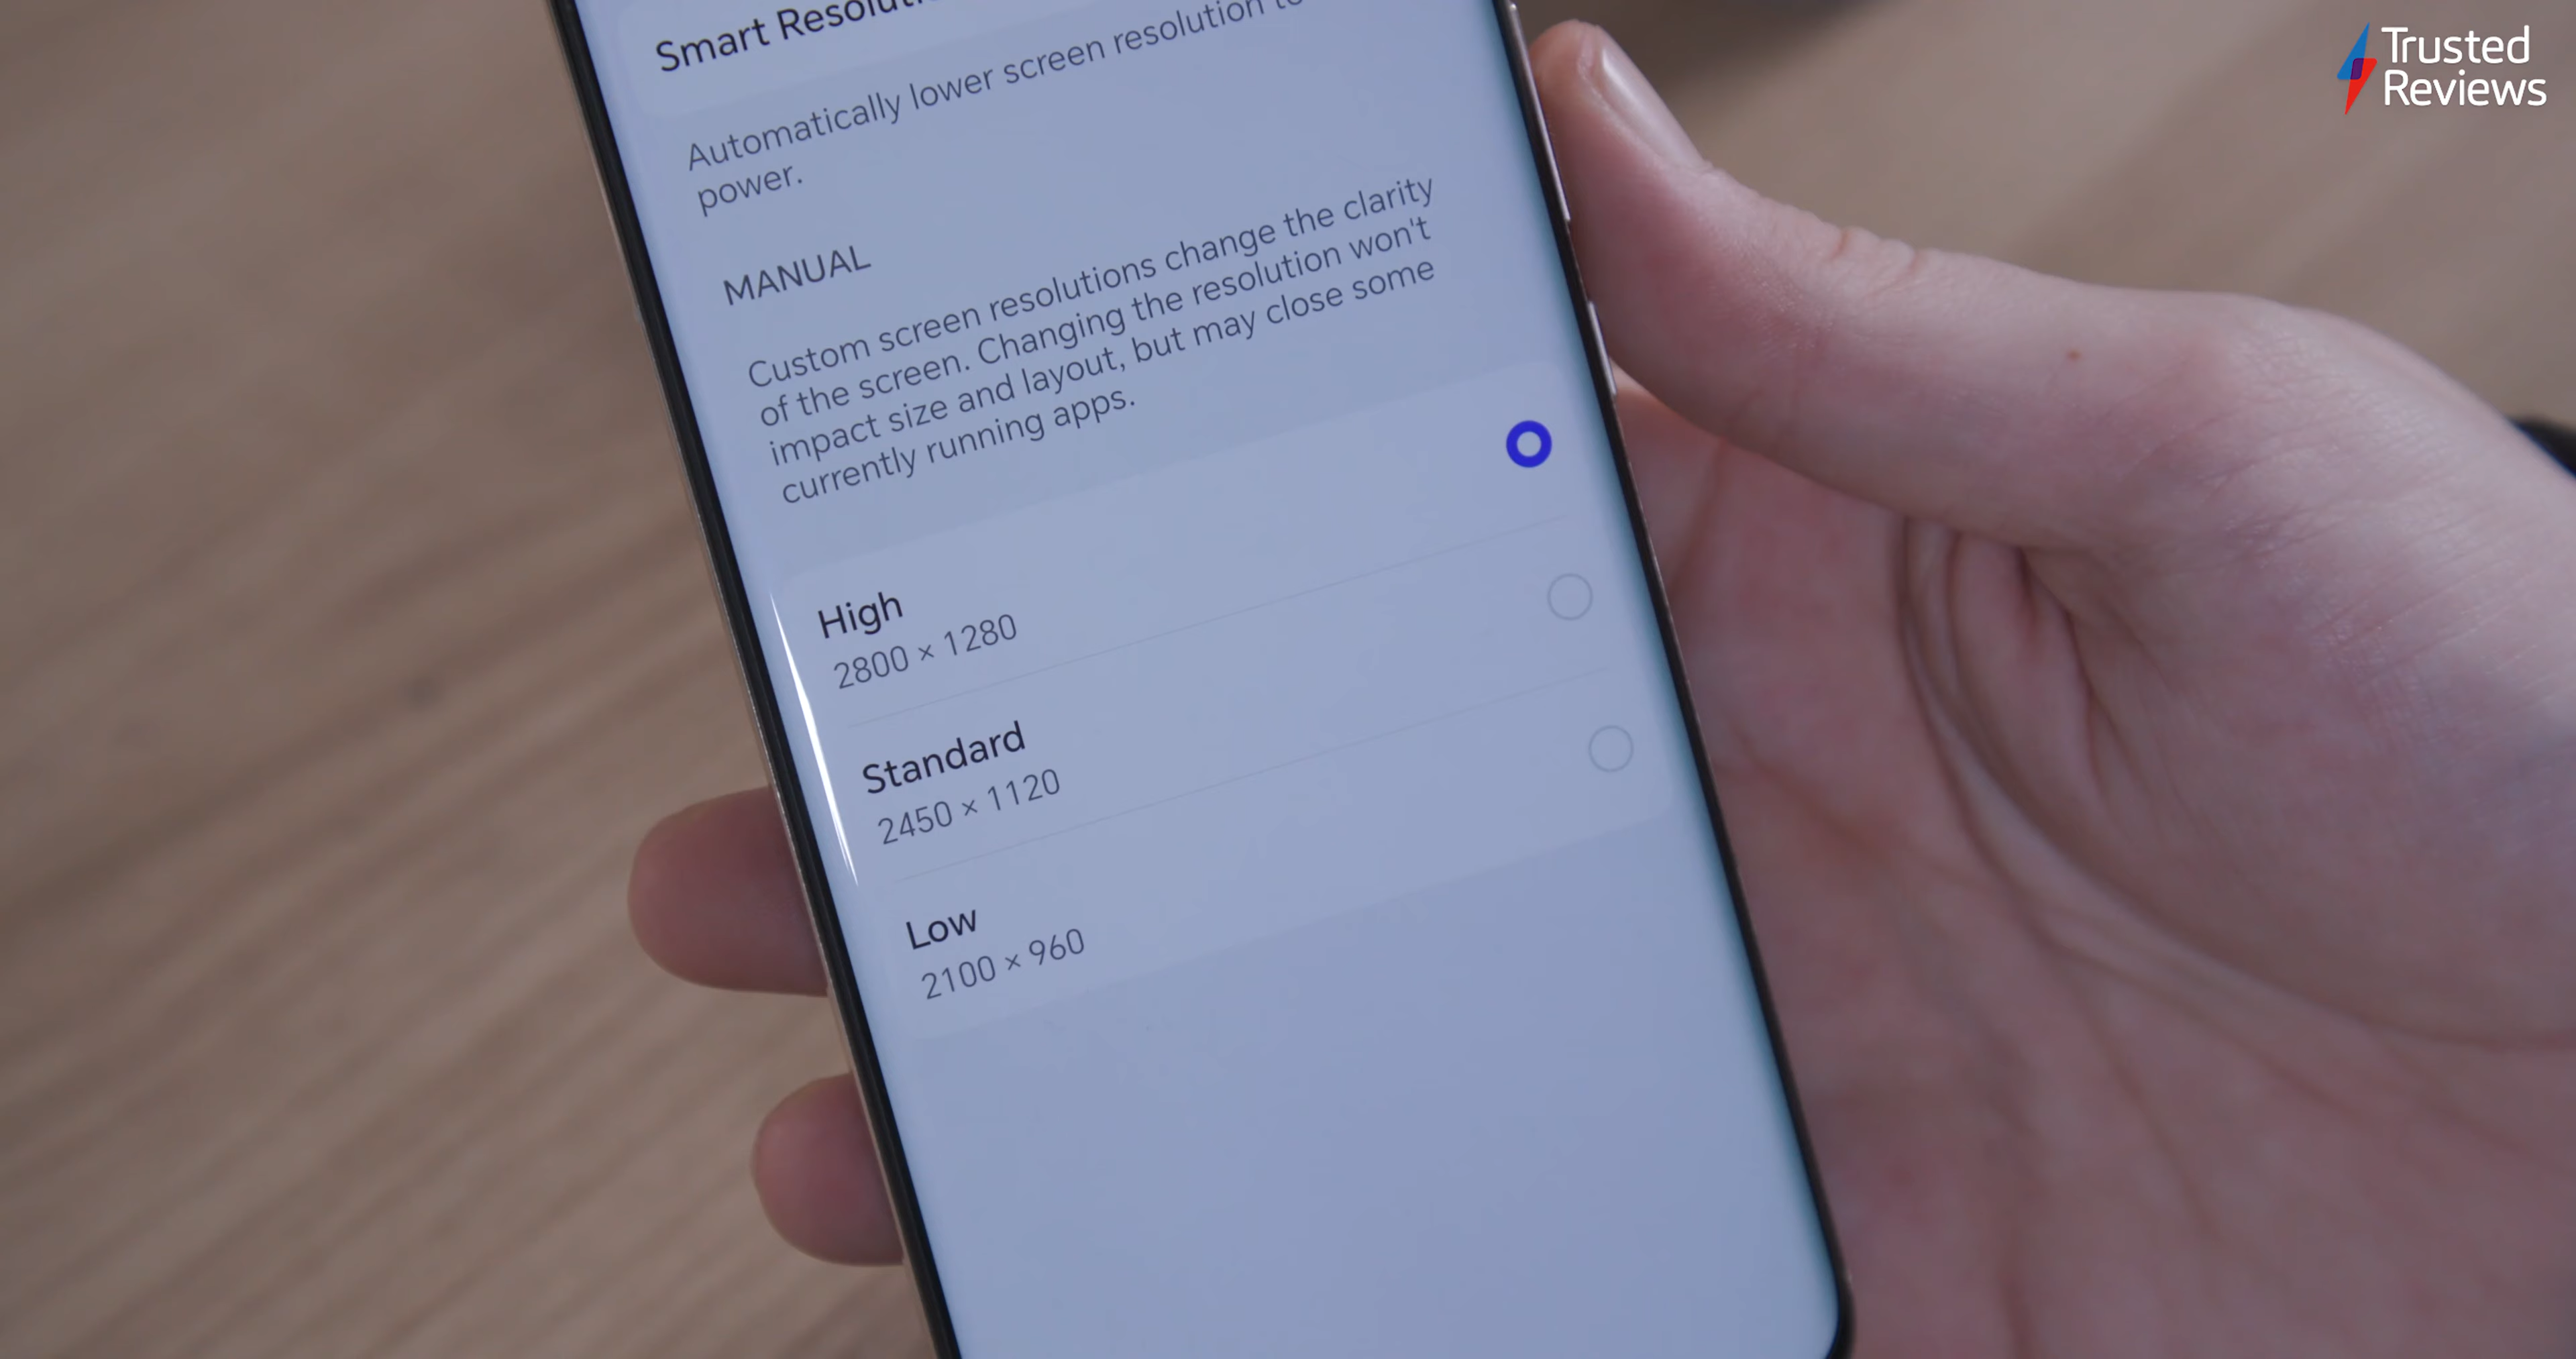 Trusted
Reviews
Smart
Automatically lower screen resolution to
power.
MANUAL
Custom screen resolutions change the clarity
of the screen. Changing the resolution won't
impact size and layout, but may close some
currently running apps.
High
2800 × 1280
Standard
2450 × 1120
Low
2100 × 960